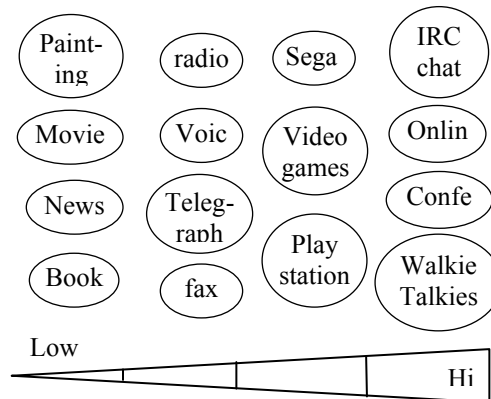 Paint-
ing
radio
Sega
IRC
chat
Movie
Voic
Video
games
Onlin
News
Teleg-
raph
Confe
Book
fax
Play
station
Walkie
Talkies
Low
Hi